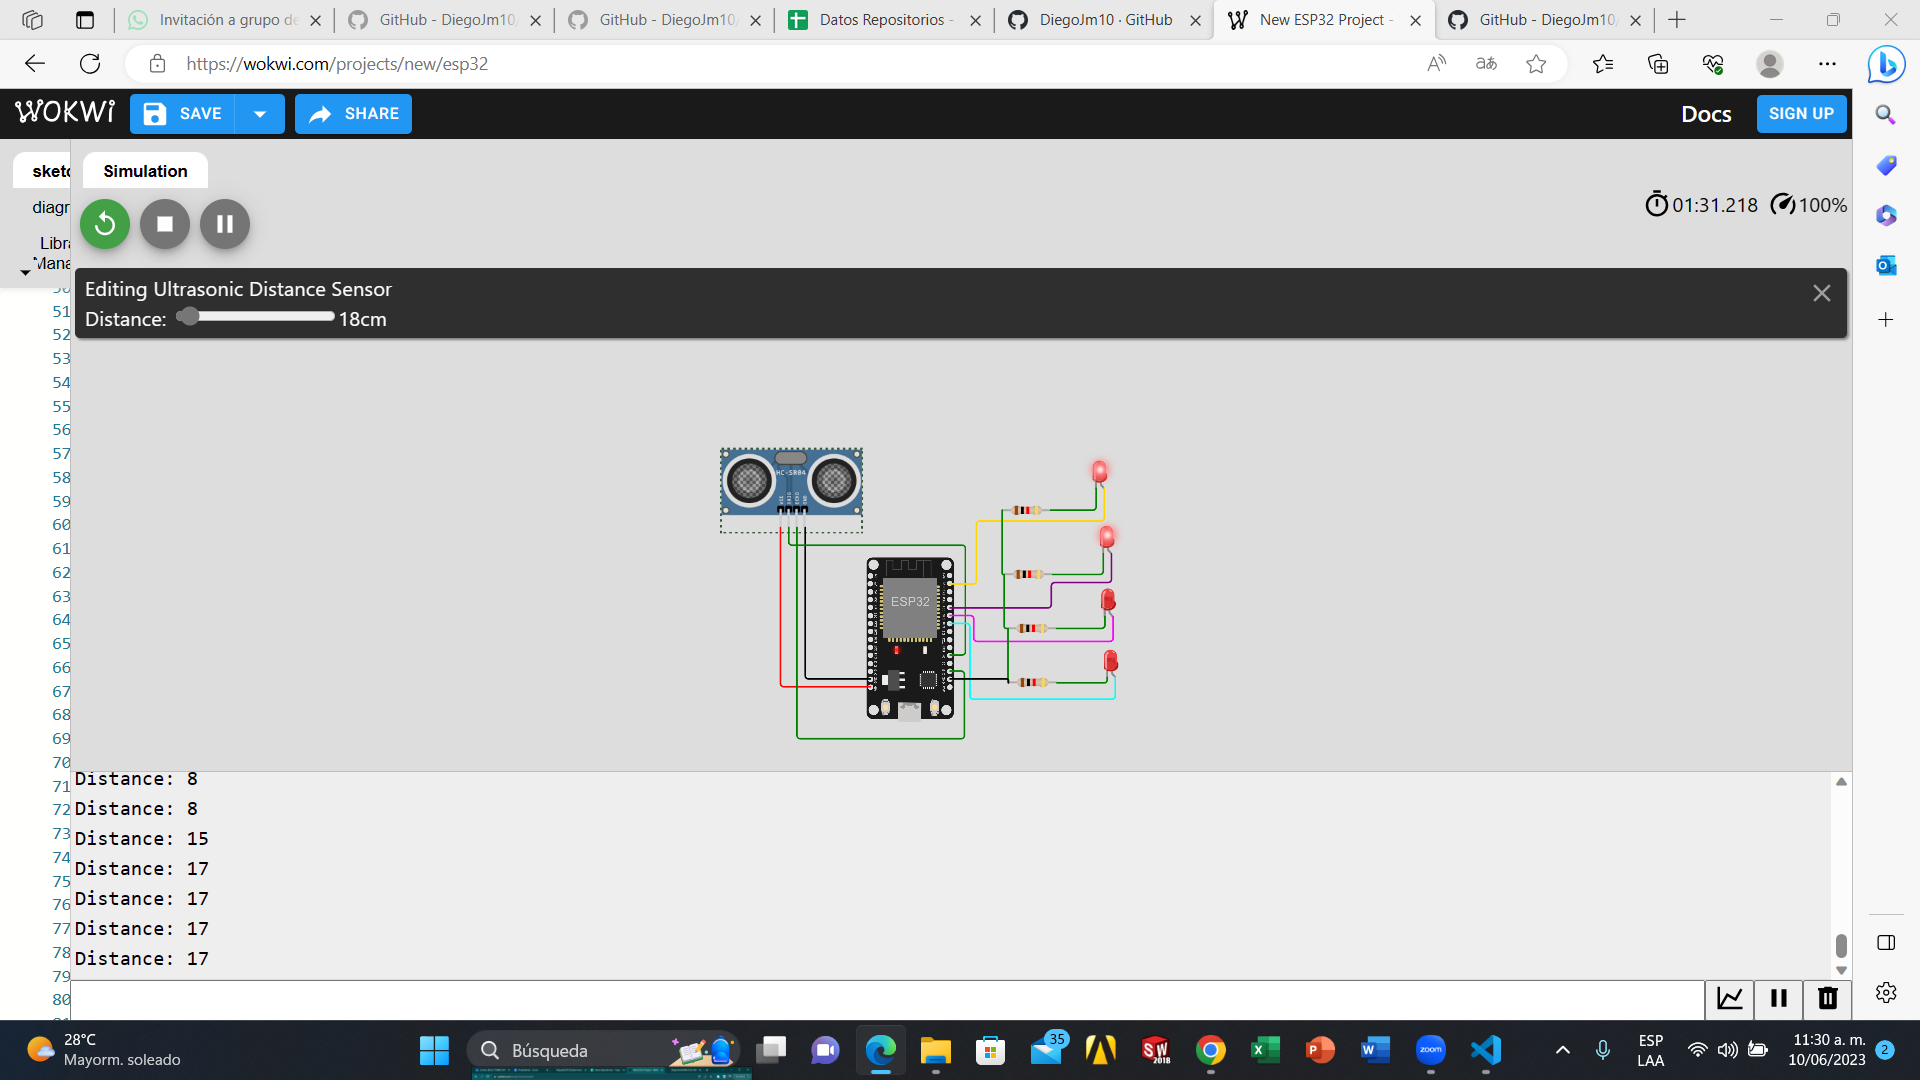 Invitación a grupo de
GitHub - DiegoJm10/
GitHub - DiegoJm10/
Datos Repositorios -
DiegoJm10 · GitHub
New ESP32 Project -
GitHub - DiegoJm10/
https://wokwi.com/projects/new/esp32
WOKWi
SAVE
SHARE
Docs
SIGN UP
sketc
Simulation
diagr
Libra
Mana
01:31.218
100%
Editing Ultrasonic Distance Sensor
Distance: 18cm
51
52
53
54
55
56
57
58
59
60
61
62
63
64
65
66
67
68
69
70
71
72
73
74
75
76
77
78
79
80
HC-SR04
ESP32
Distance: 8
Distance: 8
Distance: 15
Distance: 17
Distance: 17
Distance: 17
Distance: 17
28°C
Mayorm. soleado
Búsqueda
35
SW
2018
zoom
ESP
LAA
11:30 a. m.
10/06/2023
2